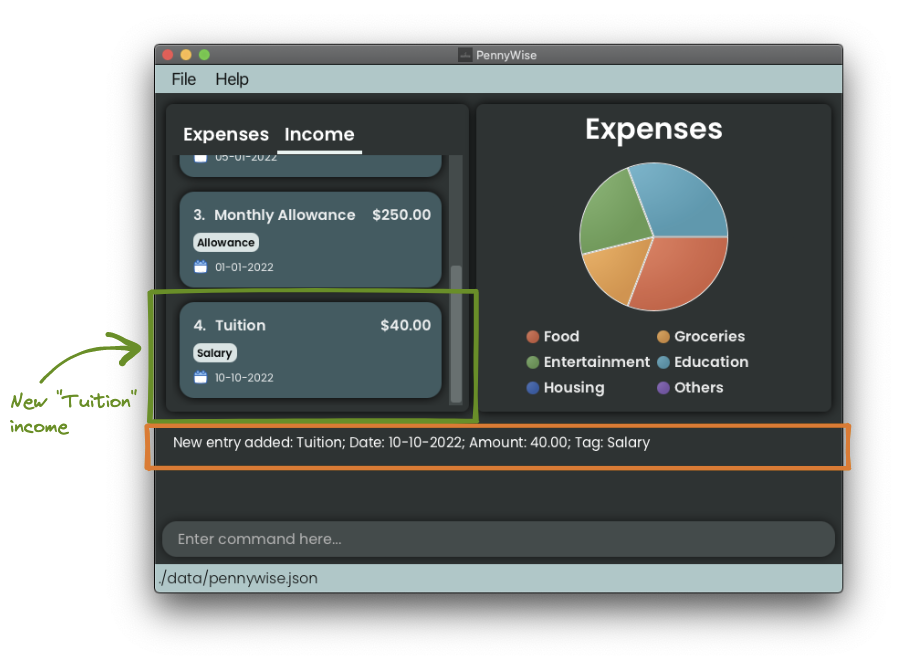 PennyWise
File Help
Expenses Income
05-01-2022
3. Monthly Allowance $250.00
Allowance
01-01-2022
4. Tuition $40.00
Salary
10-10-2022
Expenses
Food Groceries
Entertainment Education
Housing Others
New "Tuition"
income
New entry added: Tuition; Date: 10-10-2022; Amount: 40.00; Tag: Salary
Enter command here...
./data/pennywise.json